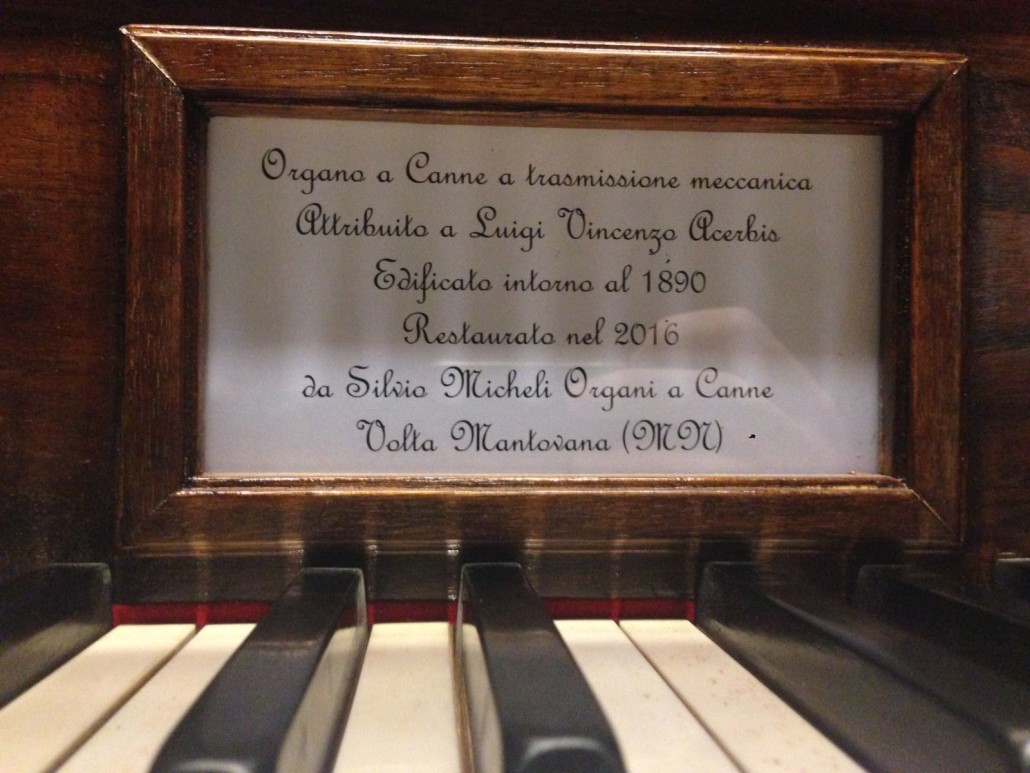 Organo a Canne a trasmissione meccanica
Attribuito a Luigi Vincenzo Acerbis
Edificato intorno al 1890
Restaurato nel 2016
da Silvio Micheli Organi a Canne
Volta Mantovana (MN)